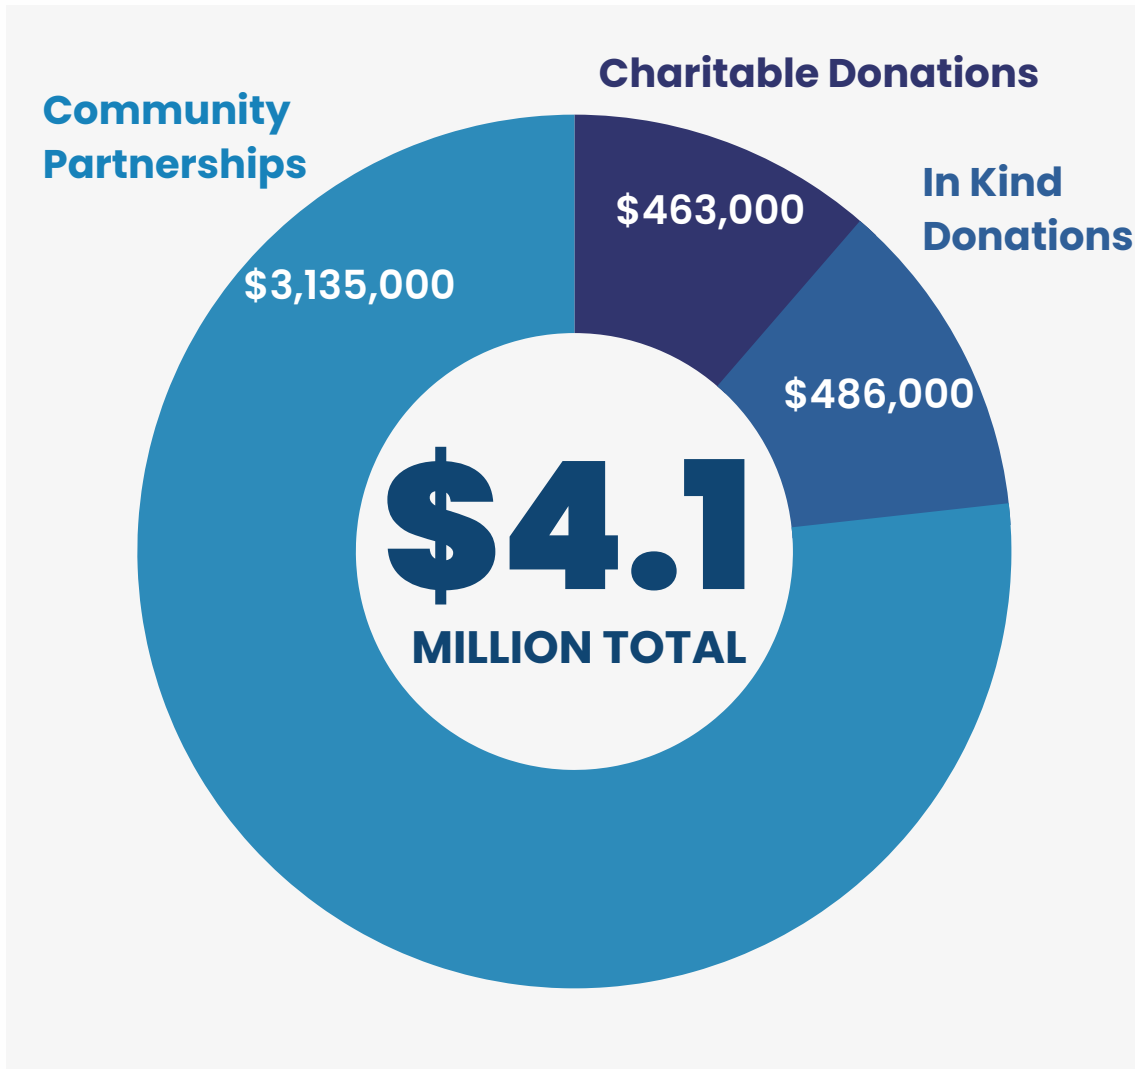 Charitable Donations
Community
Partnerships
In Kind
Donations
$463,000
$3,135,000
$486,000
$4.1
MILLION TOTAL